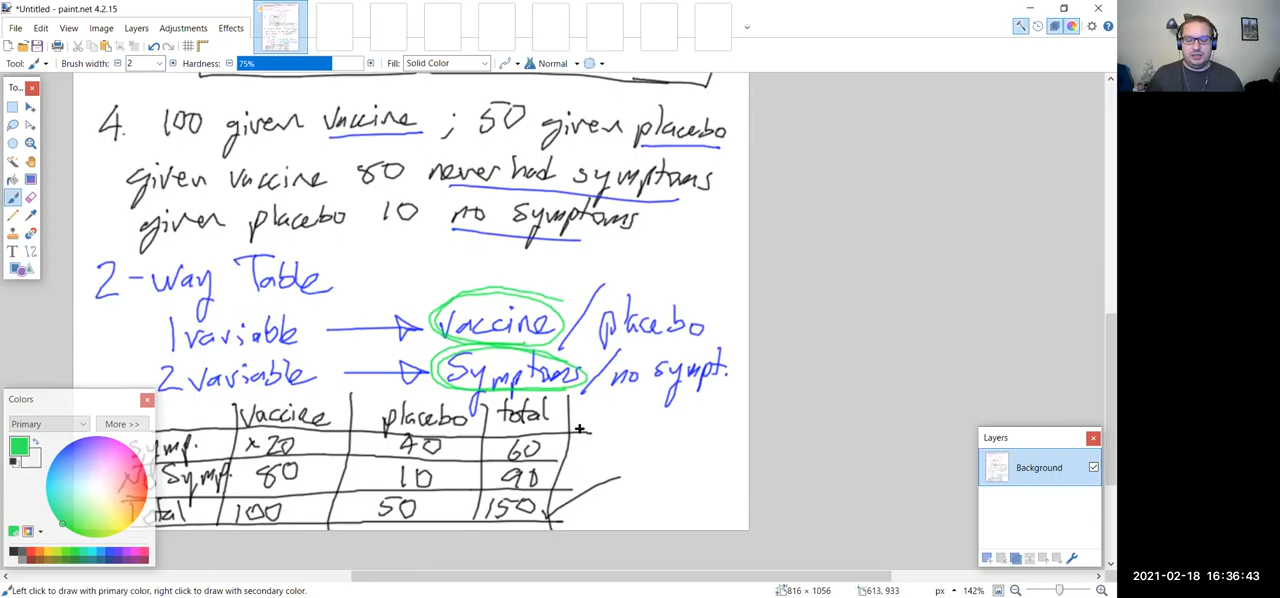 *Untitled - paint.net 4.2.15
File Edit View Image Layers Adjustments Effects
Tool: Brush width: 2 Hardness: 75% Fill: Solid Color Normal
To...
4. 100 given vaccine ; 50 given placebo
given vaccine 80 never had symptoms
given placebo 10 no symptoms
2-way Table
1 variable vaccine / placebo
2 variable Symptoms / no sympt.
vaccine placebo total
Symp. x 20 40 60
Symp. 80 10 90
Total 100 50 150
Colors
Primary More >>
Layers
Background
2021-02-18 16:36:43
Left click to draw with primary color, right click to draw with secondary color. 816 × 1056 613, 933 px 142%